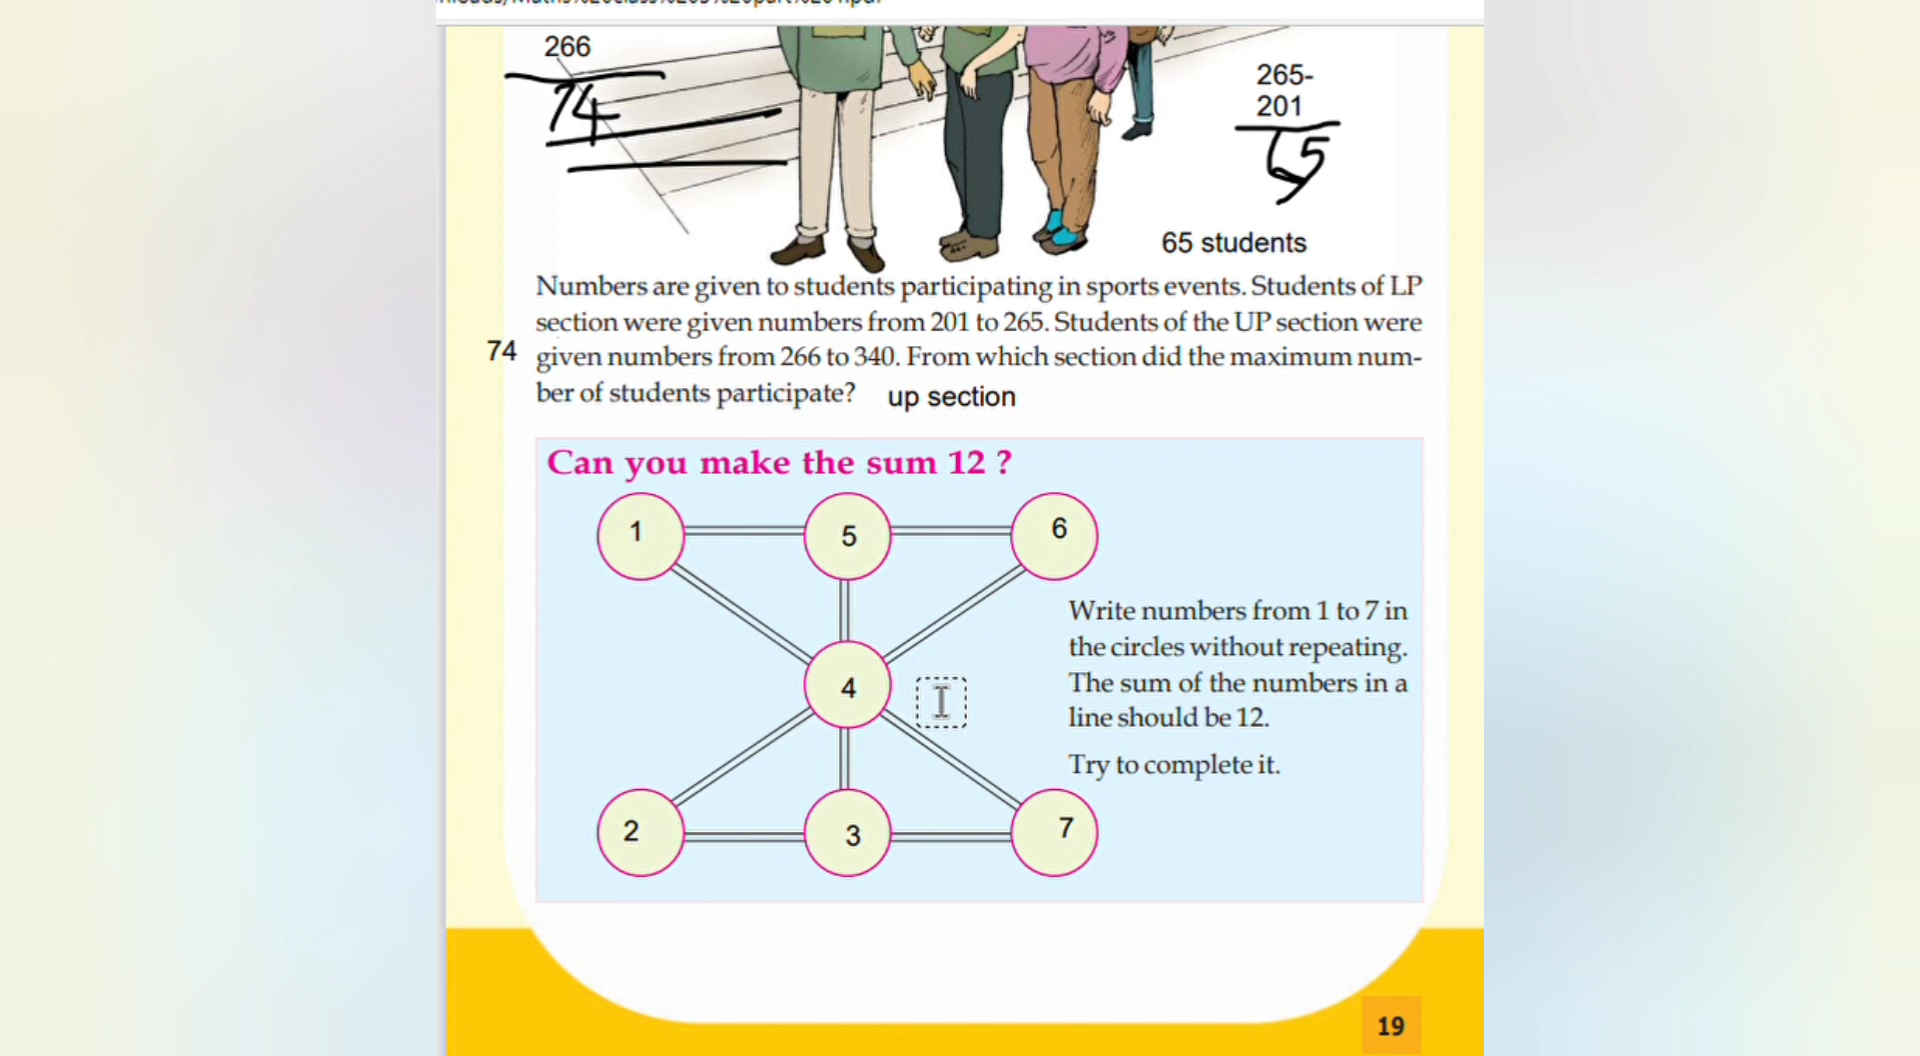 266
74
265-
201
65
65 students
Numbers are given to students participating in sports events. Students of LP
section were given numbers from 201 to 265. Students of the UP section were
74 given numbers from 266 to 340. From which section did the maximum num-
ber of students participate? up section
Can you make the sum 12 ?
1 5 6
Write numbers from 1 to 7 in
the circles without repeating.
4 The sum of the numbers in a
line should be 12.
Try to complete it.
2 3 7
19